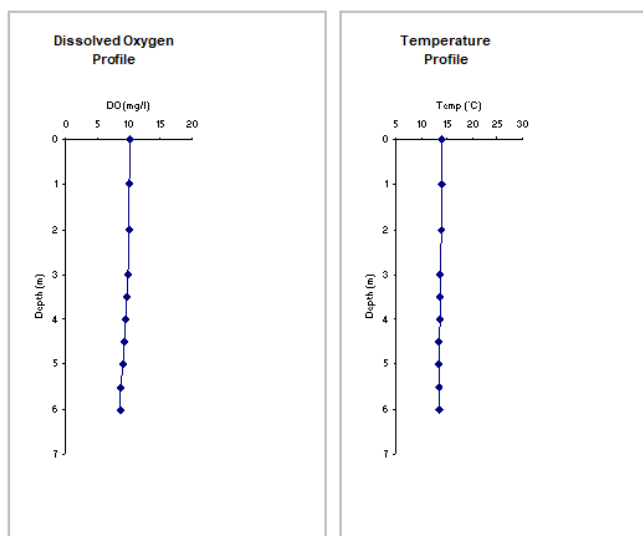 Dissolved Oxygen
Profile
DO (mg/l)
0 5 10 15 20
0
1
2
3
4
5
6
7
Depth (m)
Temperature
Profile
Temp (°C)
5 10 15 20 25 30
0
1
2
3
4
5
6
7
Depth (m)